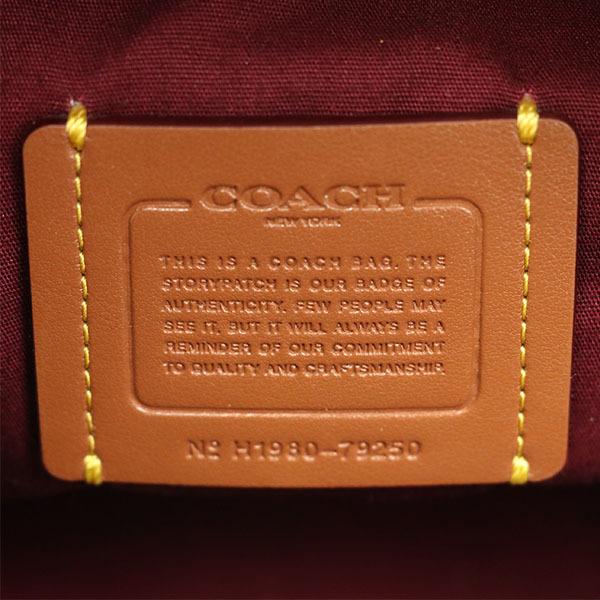 COACH
NEW YORK
THIS IS A COACH BAG. THE
STORYPATCH IS OUR BADGE OF
AUTHENTICITY. FEW PEOPLE MAY
SEE IT, BUT IT WILL ALWAYS BE A
REMINDER OF OUR COMMITMENT
TO QUALITY AND CRAFTSMANSHIP.
Nº H1980-79250